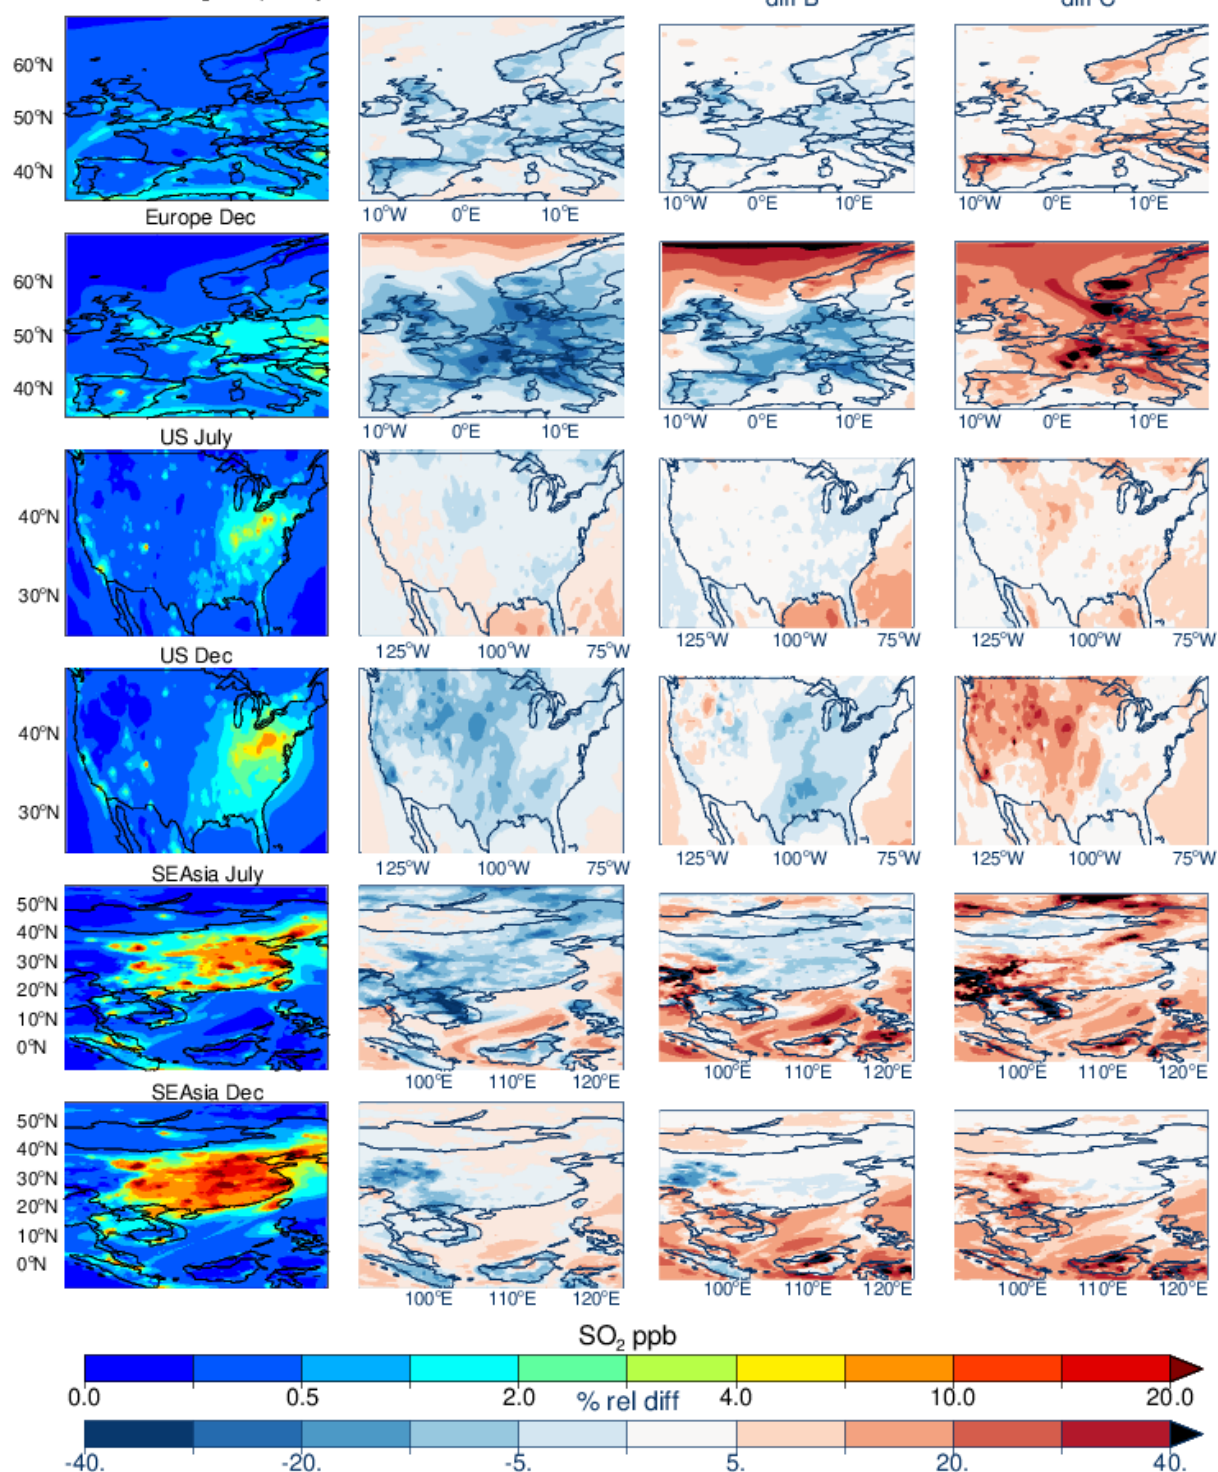 diff B diff C
60°N
50°N
40°N
10°W 0°E 10°E 10°W 0°E 10°E 10°W 0°E 10°E
Europe Dec
60°N
50°N
40°N
10°W 0°E 10°E 10°W 0°E 10°E 10°W 0°E 10°E
US July
40°N
30°N
125°W 100°W 75°W 125°W 100°W 75°W 125°W 100°W 75°W
US Dec
40°N
30°N
125°W 100°W 75°W 125°W 100°W 75°W 125°W 100°W 75°W
SEAsia July
50°N
40°N
30°N
20°N
10°N
0°N
100°E 110°E 120°E 100°E 110°E 120°E 100°E 110°E 120°E
SEAsia Dec
50°N
40°N
30°N
20°N
10°N
0°N
100°E 110°E 120°E 100°E 110°E 120°E 100°E 110°E 120°E
SO₂ ppb
0.0 0.5 2.0 4.0 10.0 20.0
% rel diff
-40. -20. -5. 5. 20. 40.